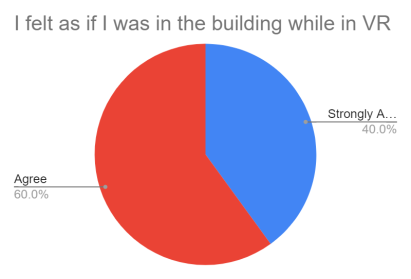 I felt as if I was in the building while in VR
Strongly A...
40.0%
Agree
60.0%